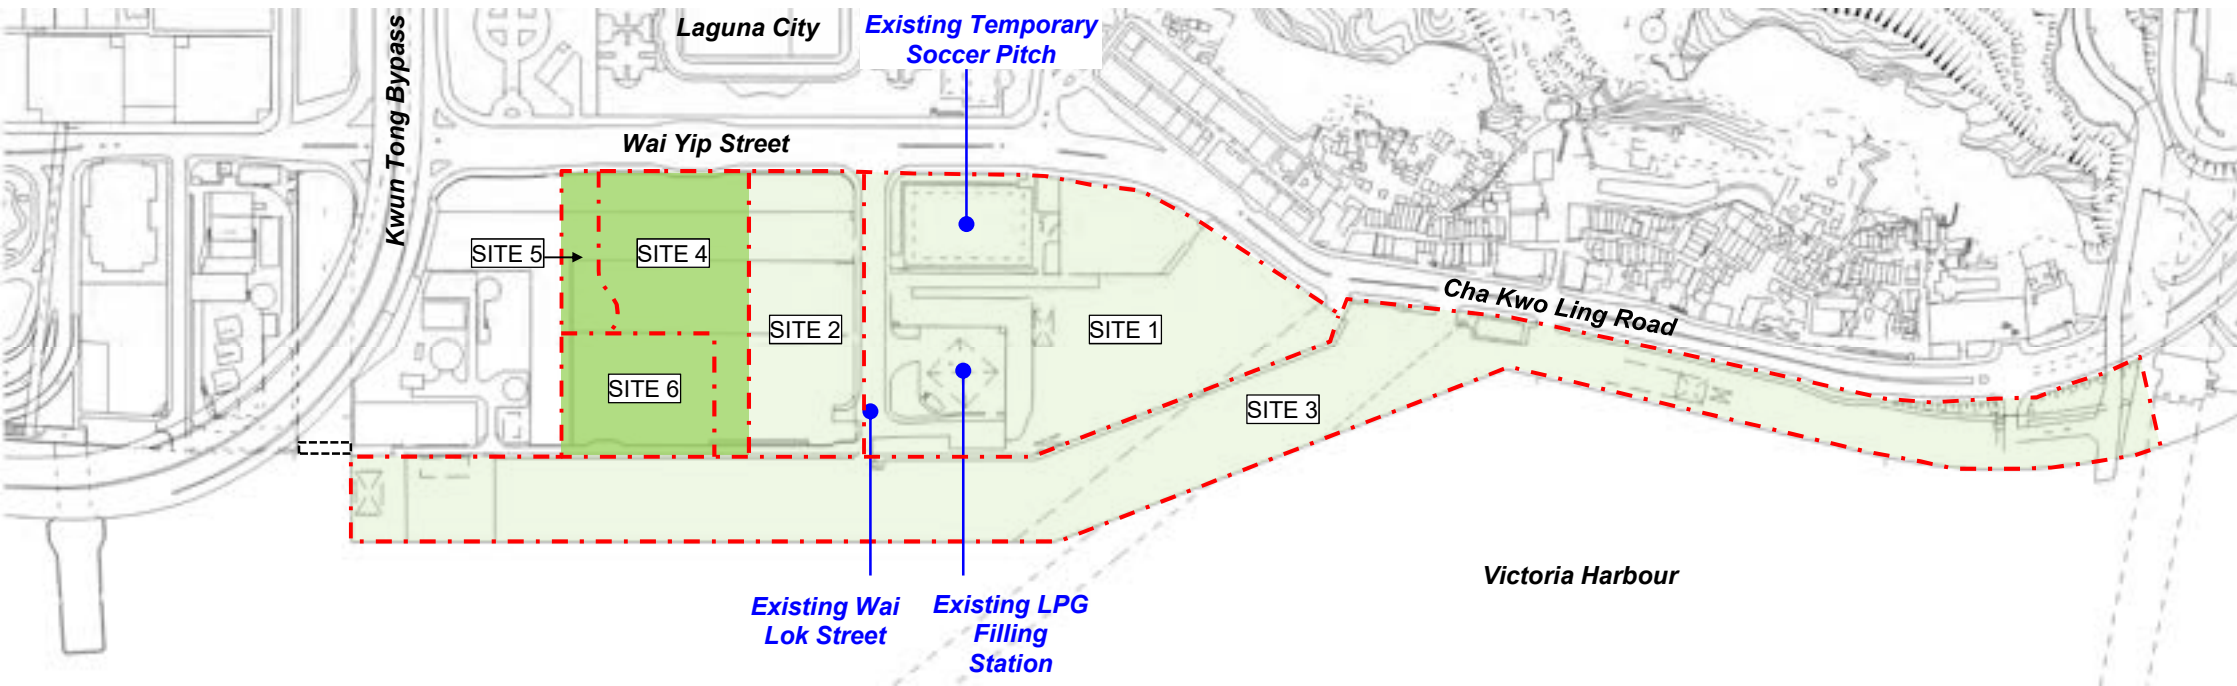 Laguna City
Existing Temporary
Soccer Pitch
Kwun Tong Bypass
Wai Yip Street
SITE 5
SITE 4
SITE 2
SITE 1
SITE 6
SITE 3
Cha Kwo Ling Road
Victoria Harbour
Existing Wai
Lok Street
Existing LPG
Filling
Station